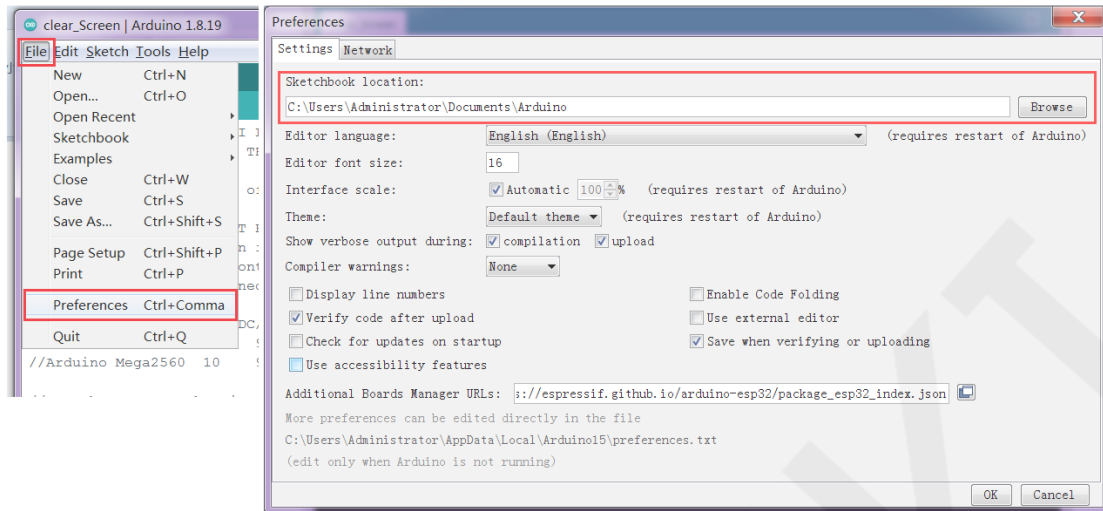 clear_Screen | Arduino 1.8.19
File Edit Sketch Tools Help
New Ctrl+N
Open... Ctrl+O
Open Recent
Sketchbook
Examples
Close Ctrl+W
Save Ctrl+S
Save As... Ctrl+Shift+S
Page Setup Ctrl+Shift+P
Print Ctrl+P
Preferences Ctrl+Comma
Quit Ctrl+Q
//Arduino Mega2560 10
Preferences
Settings Network
Sketchbook location:
C:\Users\Administrator\Documents\Arduino Browse
Editor language: English (English) (requires restart of Arduino)
Editor font size: 16
Interface scale: Automatic 100 % (requires restart of Arduino)
Theme: Default theme (requires restart of Arduino)
Show verbose output during: compilation upload
Compiler warnings: None
Display line numbers Enable Code Folding
Verify code after upload Use external editor
Check for updates on startup Save when verifying or uploading
Use accessibility features
Additional Boards Manager URLs: s://espressif.github.io/arduino-esp32/package_esp32_index.json
More preferences can be edited directly in the file
C:\Users\Administrator\AppData\Local\Arduino15\preferences.txt
(edit only when Arduino is not running)
OK Cancel